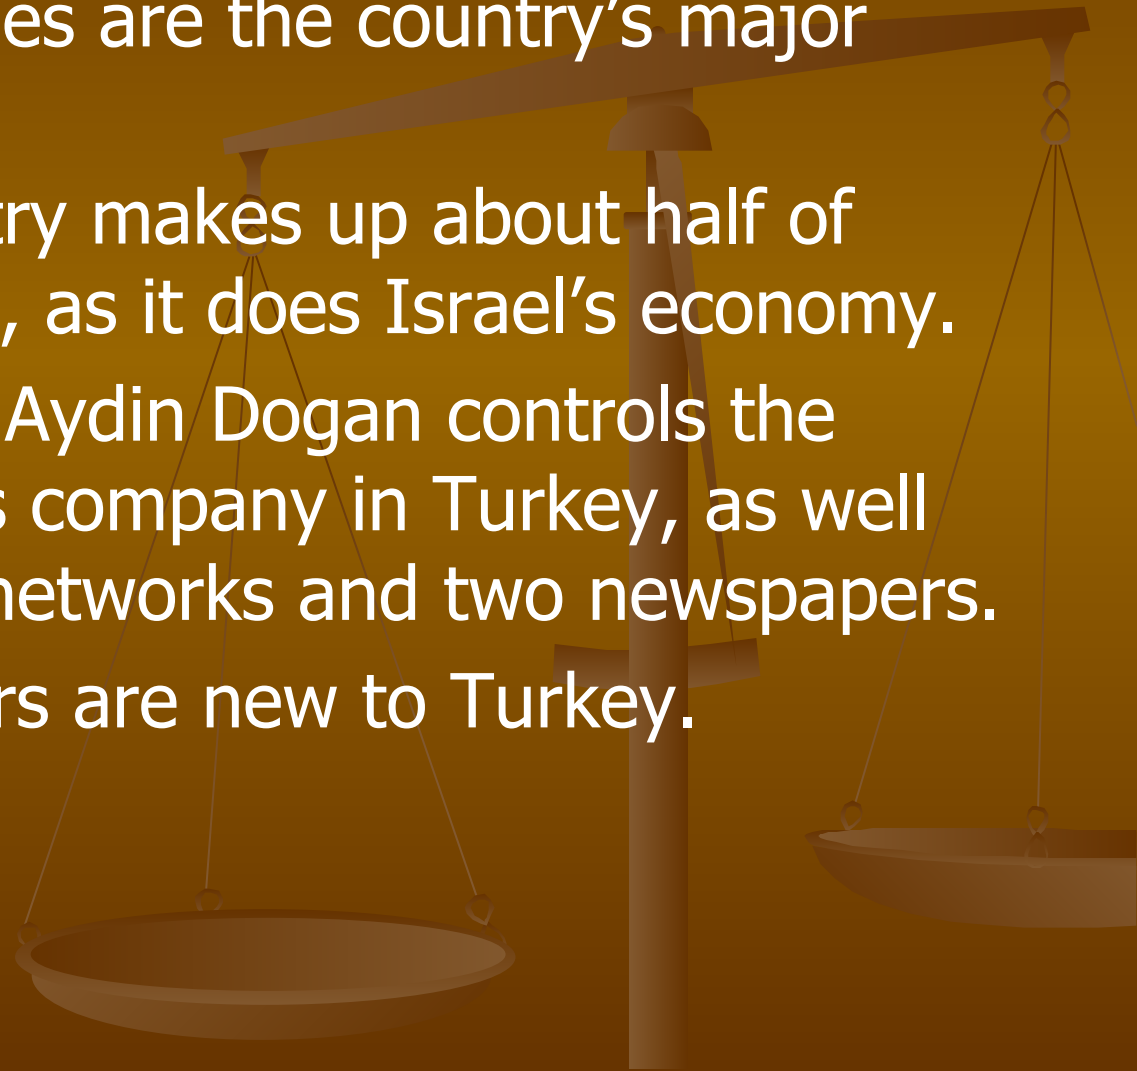 es are the country’s major
try makes up about half of
, as it does Israel’s economy.
Aydin Dogan controls the
s company in Turkey, as well
networks and two newspapers.
rs are new to Turkey.